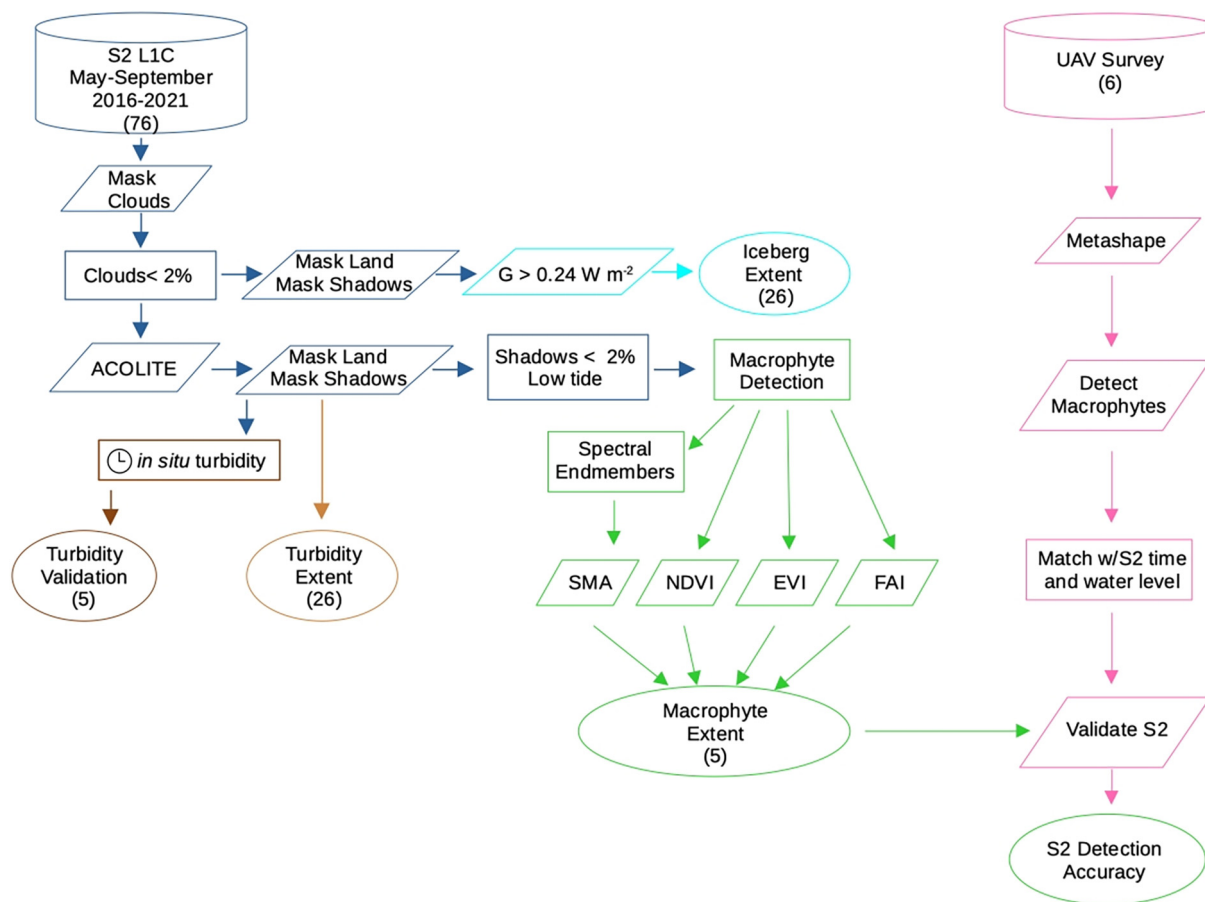 S2 L1C
May-September
2016-2021
(76)
UAV Survey
(6)
Mask
Clouds
Metashape
Clouds< 2%
Mask Land
Mask Shadows
G > 0.24 W m⁻²
Iceberg
Extent
(26)
ACOLITE
Mask Land
Mask Shadows
Shadows < 2%
Low tide
Macrophyte
Detection
Detect
Macrophytes
in situ turbidity
Spectral
Endmembers
Turbidity
Validation
(5)
Turbidity
Extent
(26)
SMA
NDVI
EVI
FAI
Match w/S2 time
and water level
Macrophyte
Extent
(5)
Validate S2
S2 Detection
Accuracy